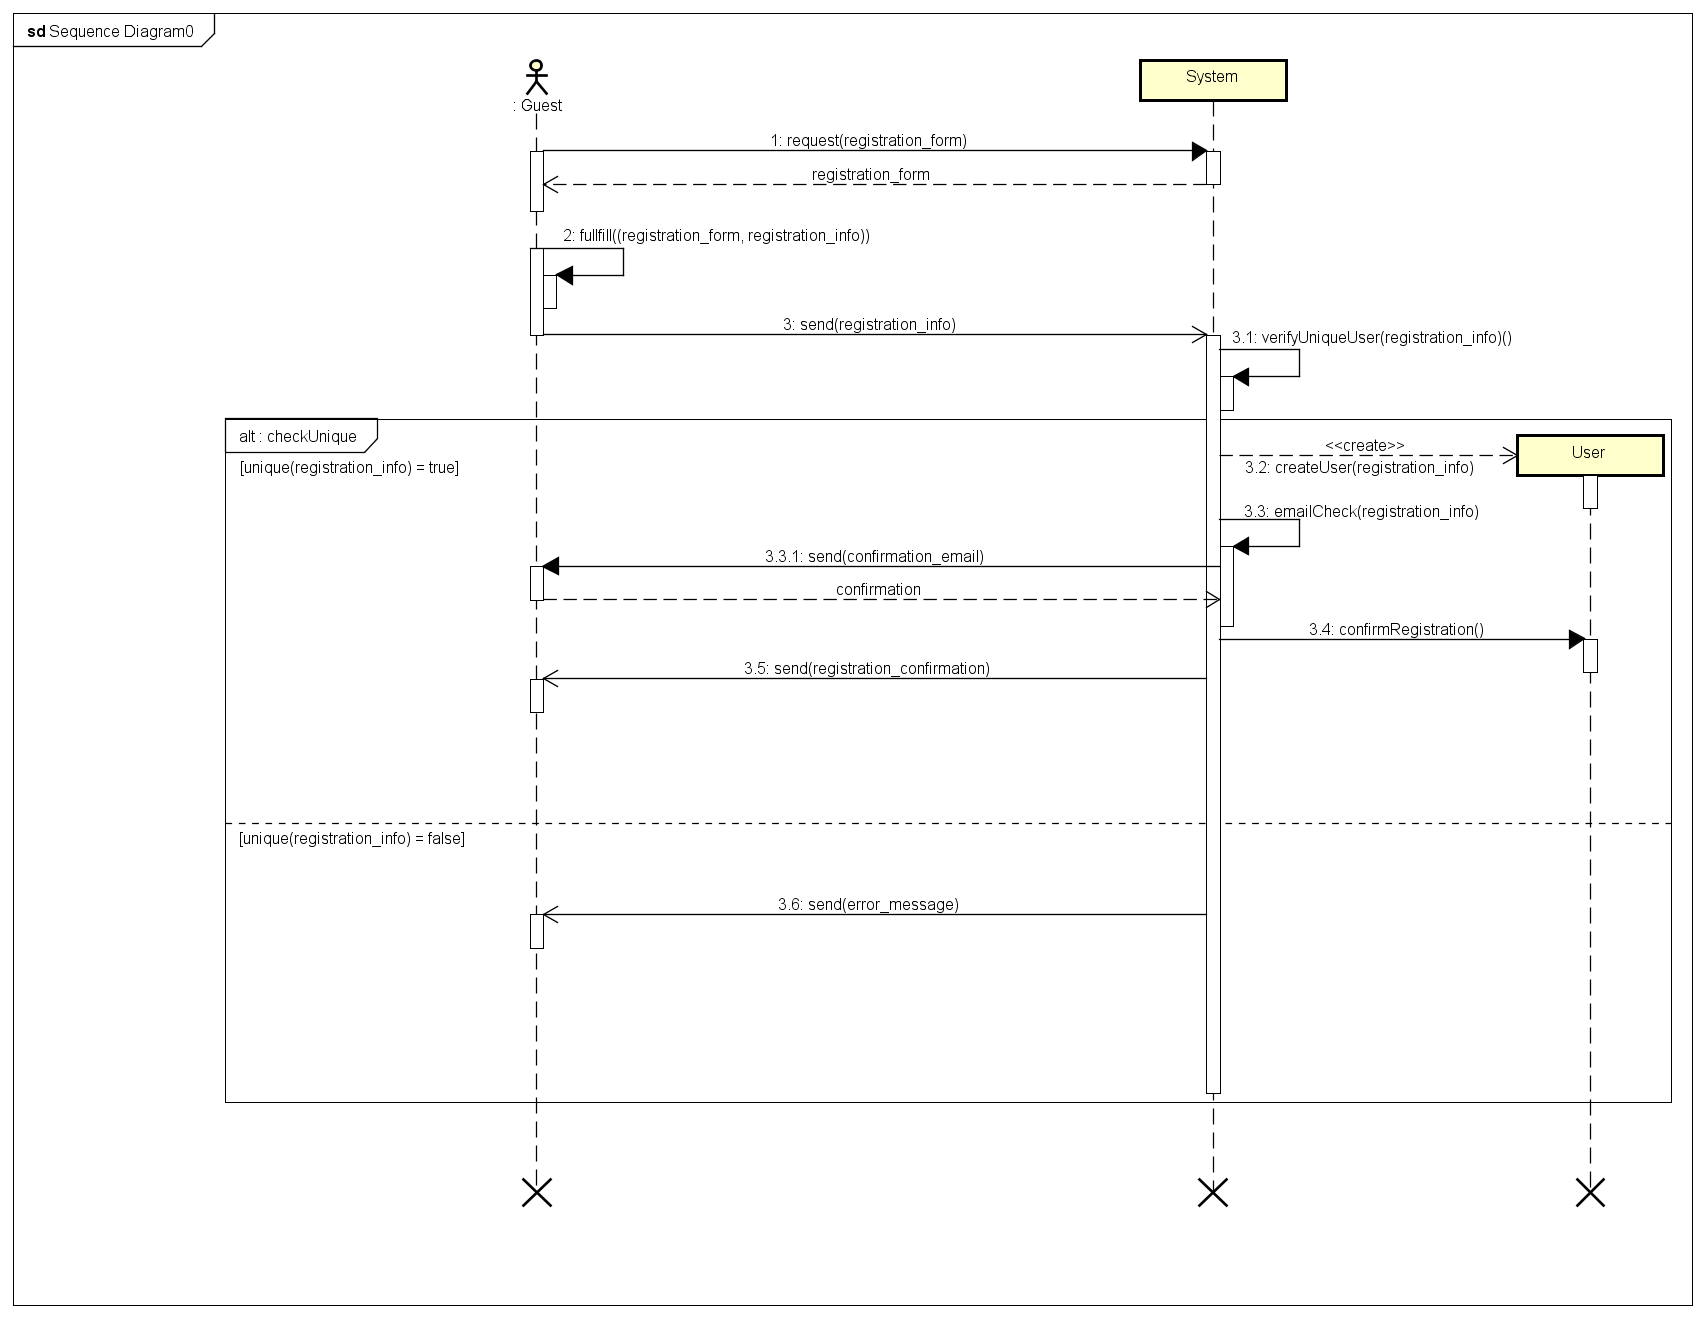 sd Sequence Diagram0
: Guest
System
1: request(registration_form)
registration_form
2: fullfill((registration_form, registration_info))
3: send(registration_info)
3.1: verifyUniqueUser(registration_info)()
alt : checkUnique
[unique(registration_info) = true]
<<create>>
3.2: createUser(registration_info)
User
3.3: emailCheck(registration_info)
3.3.1: send(confirmation_email)
confirmation
3.4: confirmRegistration()
3.5: send(registration_confirmation)
[unique(registration_info) = false]
3.6: send(error_message)